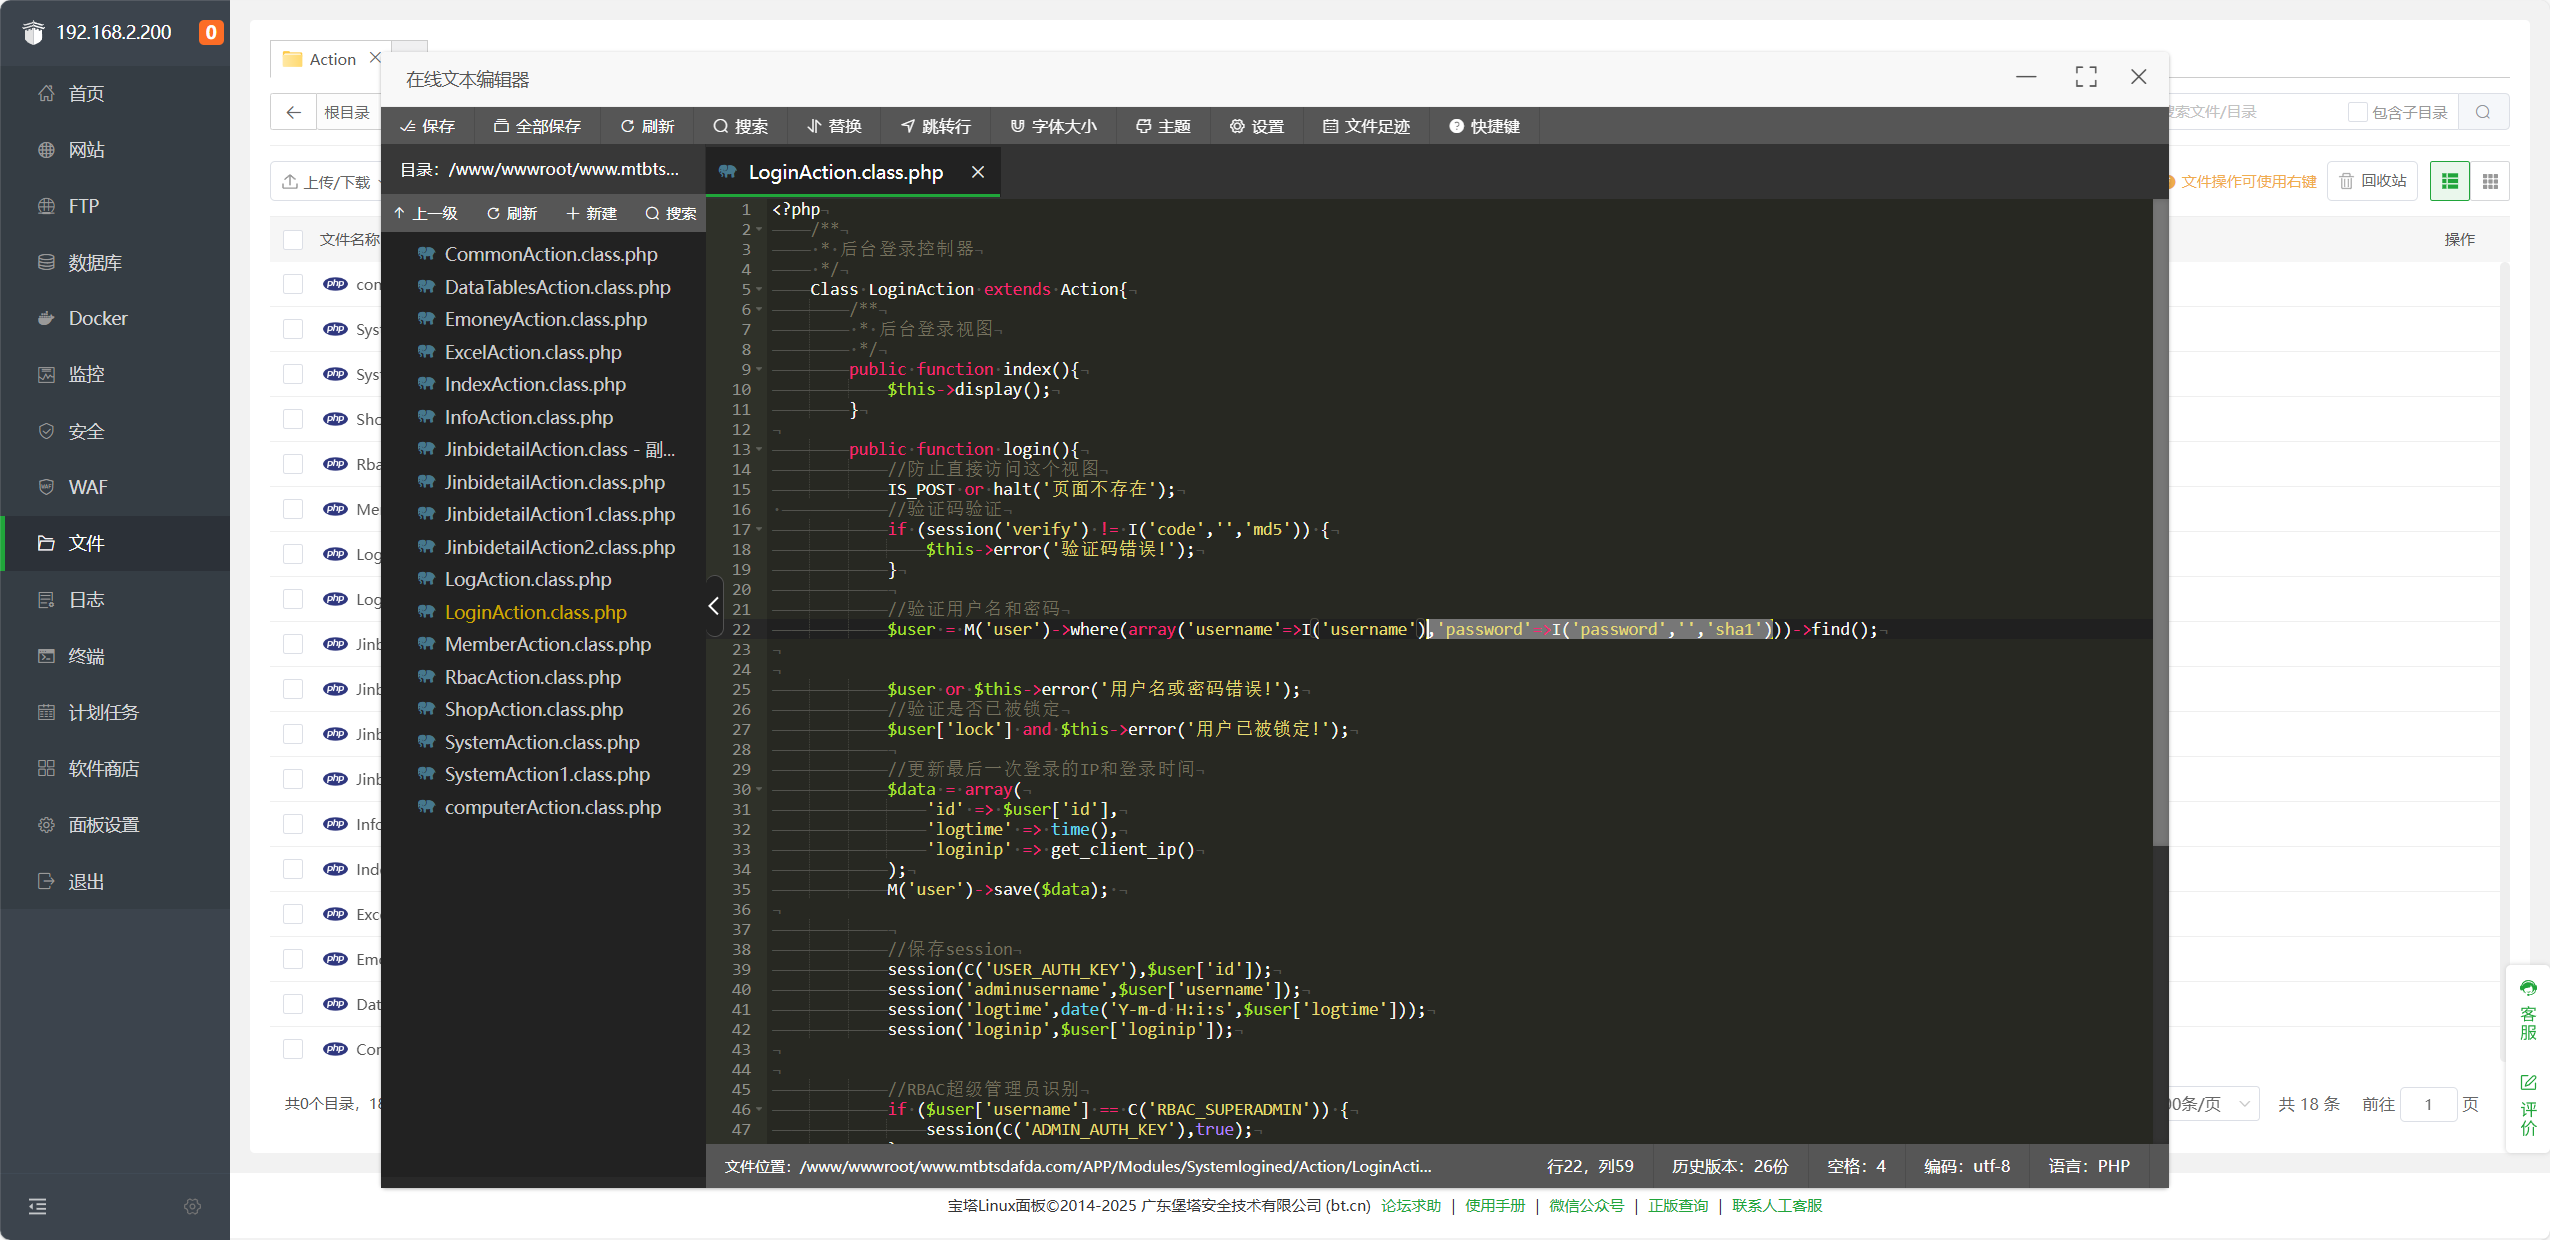 192.168.2.200
0
首页
网站
FTP
数据库
Docker
监控
安全
WAF
文件
日志
终端
计划任务
软件商店
面板设置
退出
Action
根目录
包含子目录
上传/下载
文件操作可使用右键
回收站
文件名称
操作
con
Sys
Sys
Sho
Rba
Me
Log
Log
Jinb
Jinb
Jinb
Jinb
Info
Inde
Exce
Emo
Dat
Con
共0个目录，18
在线文本编辑器
保存
全部保存
刷新
搜索
替换
跳转行
字体大小
主题
设置
文件足迹
快捷键
目录：/www/wwwroot/www.mtbts...
上一级
刷新
新建
搜索
CommonAction.class.php
DataTablesAction.class.php
EmoneyAction.class.php
ExcelAction.class.php
IndexAction.class.php
InfoAction.class.php
JinbidetailAction.class - 副...
JinbidetailAction.class.php
JinbidetailAction1.class.php
JinbidetailAction2.class.php
LogAction.class.php
LoginAction.class.php
MemberAction.class.php
RbacAction.class.php
ShopAction.class.php
SystemAction.class.php
SystemAction1.class.php
computerAction.class.php
LoginAction.class.php
1 <?php
2 /**
3 * 后台登录控制器
4 */
5 Class LoginAction extends Action{
6 /**
7 * 后台登录视图
8 */
9 public function index(){
10 $this->display();
11 }
12
13 public function login(){
14 //防止直接访问这个视图
15 IS_POST or halt('页面不存在');
16 //验证码验证
17 if (session('verify') != I('code','','md5')) {
18 $this->error('验证码错误!');
19 }
20
21 //验证用户名和密码
22 $user = M('user')->where(array('username'=>I('username'),'password'=>I('password','','sha1')))->find();
23
24
25 $user or $this->error('用户名或密码错误!');
26 //验证是否已被锁定
27 $user['lock'] and $this->error('用户已被锁定!');
28
29 //更新最后一次登录的IP和登录时间
30 $data = array(
31 'id' => $user['id'],
32 'logtime' => time(),
33 'loginip' => get_client_ip()
34 );
35 M('user')->save($data);
36
37
38 //保存session
39 session(C('USER_AUTH_KEY'),$user['id']);
40 session('adminusername',$user['username']);
41 session('logtime',date('Y-m-d H:i:s',$user['logtime']));
42 session('loginip',$user['loginip']);
43
44
45 //RBAC超级管理员识别
46 if ($user['username'] == C('RBAC_SUPERADMIN')) {
47 session(C('ADMIN_AUTH_KEY'),true);
文件位置：/www/wwwroot/www.mtbtsdafda.com/APP/Modules/Systemlogined/Action/LoginActi...
行22，列59
历史版本：26份
空格：4
编码：utf-8
语言：PHP
条/页
共 18 条
前往 1 页
客服
评价
宝塔Linux面板©2014-2025 广东堡塔安全技术有限公司 (bt.cn) 论坛求助 | 使用手册 | 微信公众号 | 正版查询 | 联系人工客服